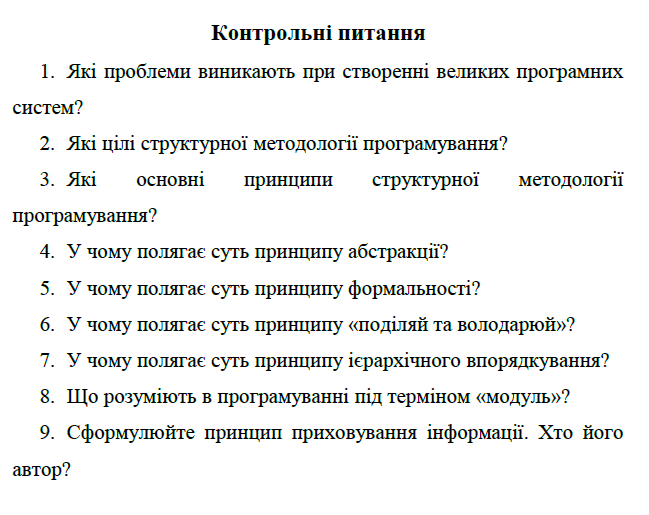 Контрольні питання
1. Які проблеми виникають при створенні великих програмних
систем?
2. Які цілі структурної методології програмування?
3. Які основні принципи структурної методології
програмування?
4. У чому полягає суть принципу абстракції?
5. У чому полягає суть принципу формальності?
6. У чому полягає суть принципу «поділяй та володарюй»?
7. У чому полягає суть принципу ієрархічного впорядкування?
8. Що розуміють в програмуванні під терміном «модуль»?
9. Сформулюйте принцип приховування інформації. Хто його
автор?